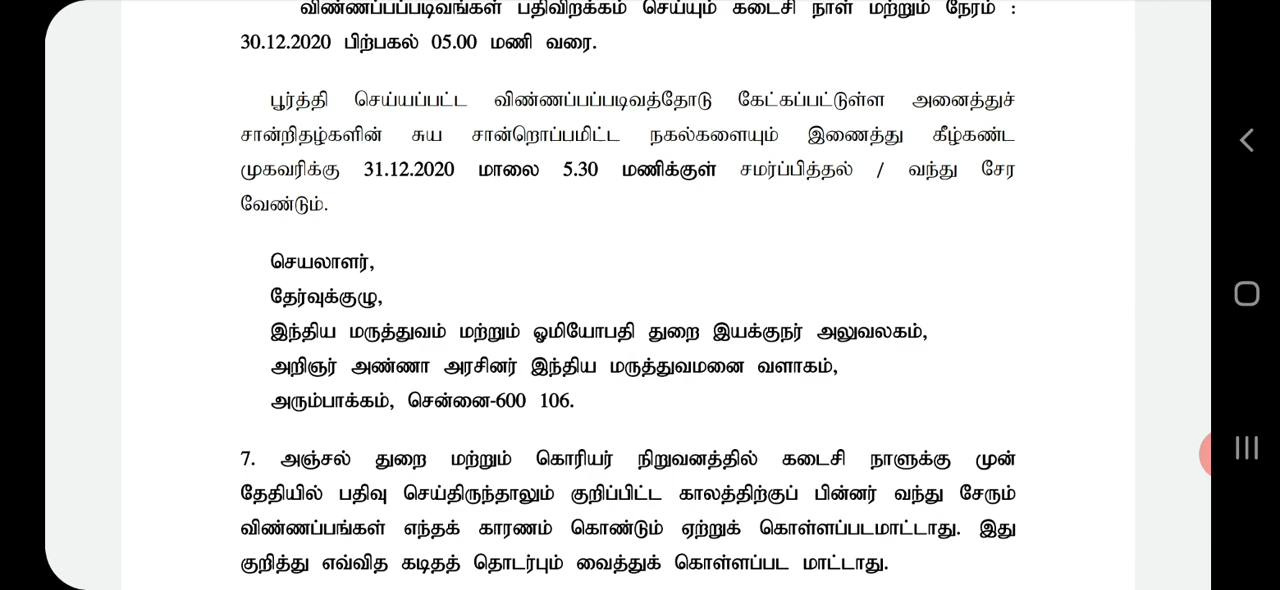 விண்ணப்பப்படிவங்கள் பதிவிறக்கம் செய்யும் கடைசி நாள் மற்றும் நேரம் :
30.12.2020 பிற்பகல் 05.00 மணி வரை.
பூர்த்தி செய்யப்பட்ட விண்ணப்பப்படிவத்தோடு கேட்கப்பட்டுள்ள அனைத்துச்
சான்றிதழ்களின் சுய சான்றொப்பமிட்ட நகல்களையும் இணைத்து கீழ்கண்ட
முகவரிக்கு 31.12.2020 மாலை 5.30 மணிக்குள் சமர்ப்பித்தல் / வந்து சேர
வேண்டும்.
செயலாளர்,
தேர்வுக்குழு,
இந்திய மருத்துவம் மற்றும் ஓமியோபதி துறை இயக்குநர் அலுவலகம்,
அறிஞர் அண்ணா அரசினர் இந்திய மருத்துவமனை வளாகம்,
அரும்பாக்கம், சென்னை-600 106.
7. அஞ்சல் துறை மற்றும் கொரியர் நிறுவனத்தில் கடைசி நாளுக்கு முன்
தேதியில் பதிவு செய்திருந்தாலும் குறிப்பிட்ட காலத்திற்குப் பின்னர் வந்து சேரும்
விண்ணப்பங்கள் எந்தக் காரணம் கொண்டும் ஏற்றுக் கொள்ளப்படமாட்டாது. இது
குறித்து எவ்வித கடிதத் தொடர்பும் வைத்துக் கொள்ளப்பட மாட்டாது.